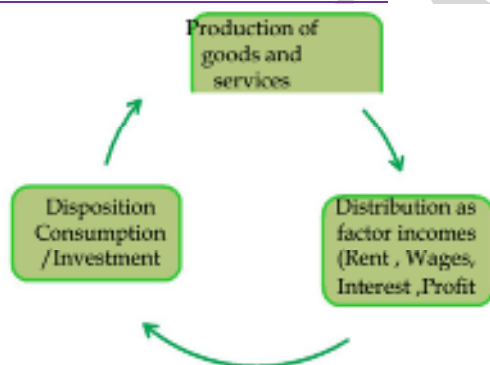 Production of
goods and
services
Disposition
Consumption
/Investment
Distribution as
factor incomes
(Rent , Wages,
Interest ,Profit